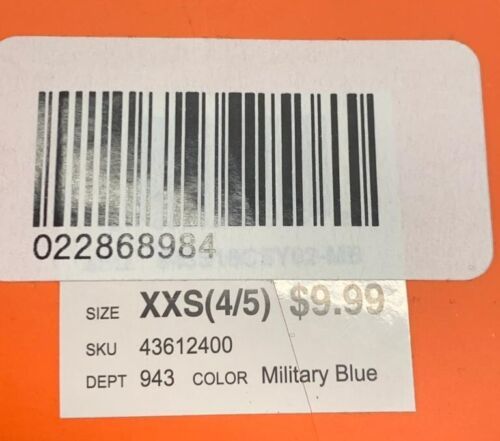 022868984
SIZE XXS(4/5) $9.99
SKU 43612400
DEPT 943 COLOR Military Blue